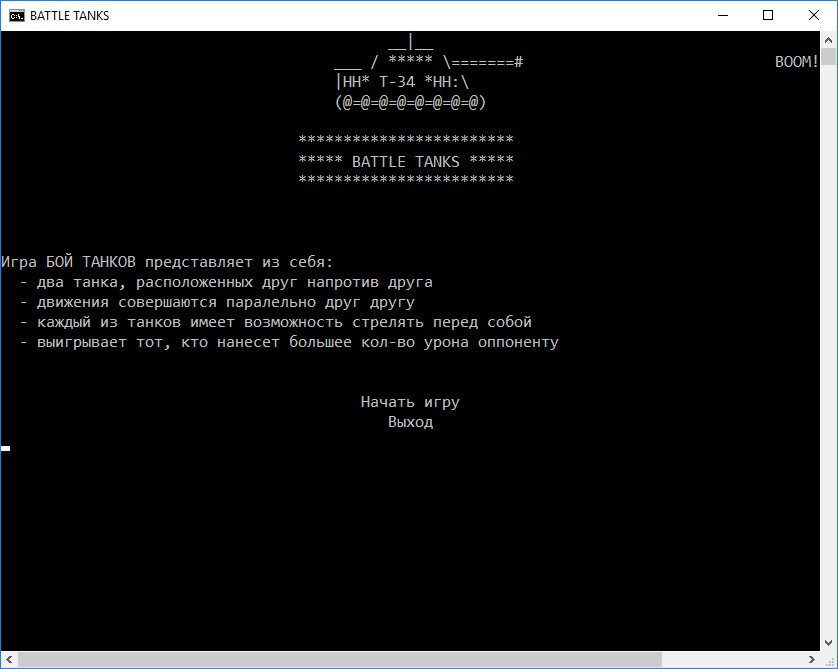 BATTLE TANKS
__|__
___ / ***** \=======# BOOM!
|HH* T-34 *HH:\
(@=@=@=@=@=@=@=@)
************************
***** BATTLE TANKS *****
************************
Игра БОЙ ТАНКОВ представляет из себя:
- два танка, расположенных друг напротив друга
- движения совершаются паралельно друг другу
- каждый из танков имеет возможность стрелять перед собой
- выигрывает тот, кто нанесет большее кол-во урона оппоненту
Начать игру
Выход